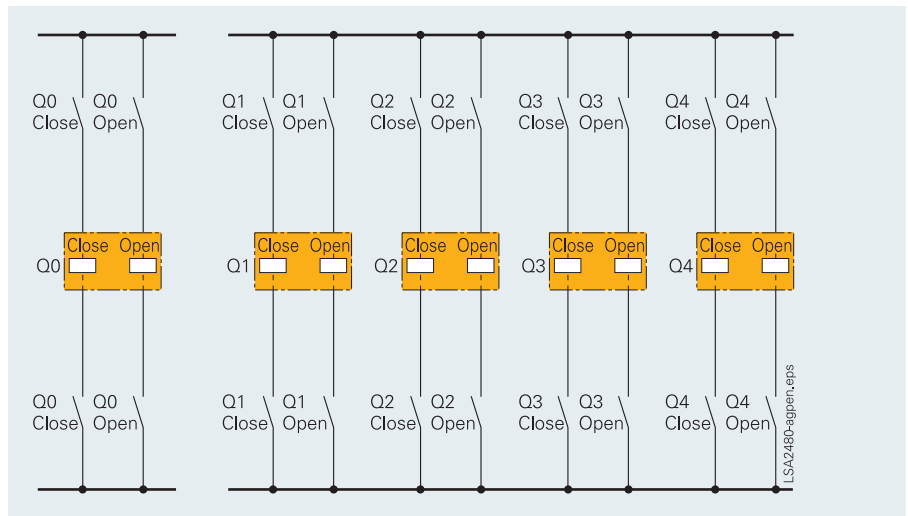 Q0 Q0 Q1 Q1 Q2 Q2 Q3 Q3 Q4 Q4
Close Open Close Open Close Open Close Open Close Open
Close Open Close Open Close Open Close Open Close Open
Q0 Q1 Q2 Q3 Q4
Q0 Q0 Q1 Q1 Q2 Q2 Q3 Q3 Q4 Q4
Close Open Close Open Close Open Close Open Close Open
LSA2480-agpen.eps